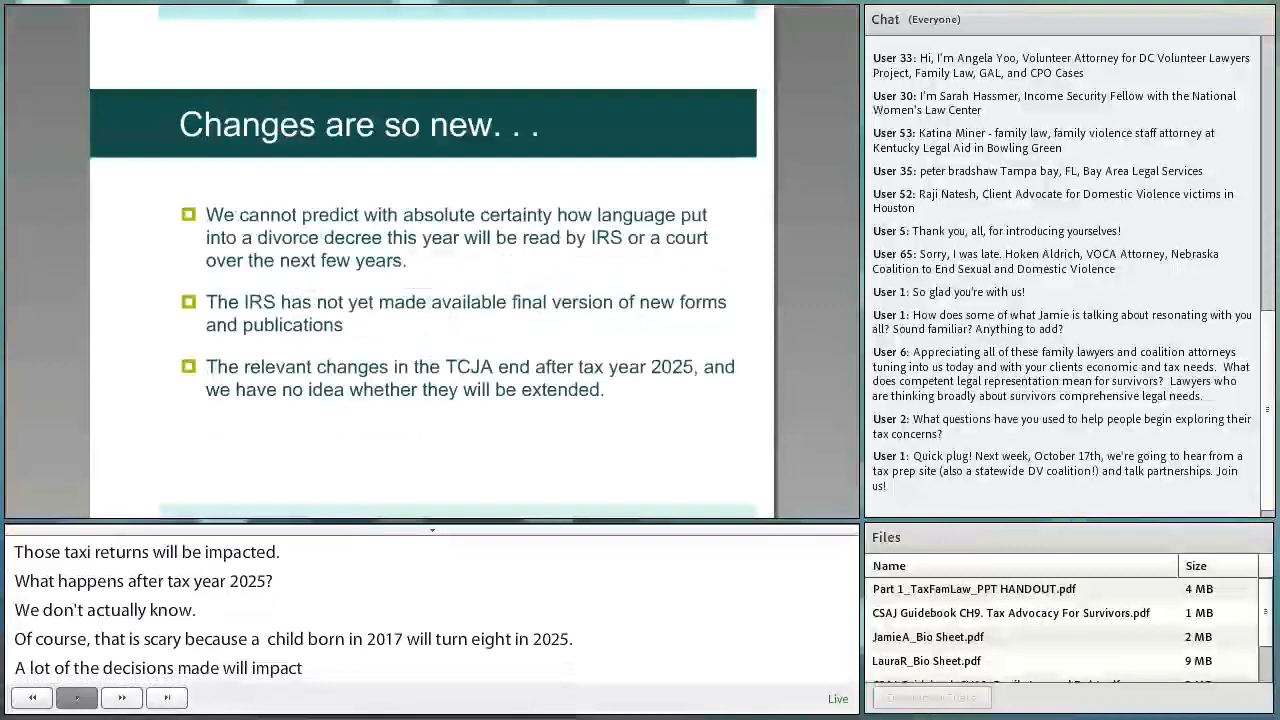 Changes are so new. . .
We cannot predict with absolute certainty how language put
into a divorce decree this year will be read by IRS or a court
over the next few years.
The IRS has not yet made available final version of new forms
and publications
The relevant changes in the TCJA end after tax year 2025, and
we have no idea whether they will be extended.
Those taxi returns will be impacted.
What happens after tax year 2025?
We don't actually know.
Of course, that is scary because a  child born in 2017 will turn eight in 2025.
A lot of the decisions made will impact
Live
Chat (Everyone)
User 33: Hi, I'm Angela Yoo, Volunteer Attorney for DC Volunteer Lawyers
Project, Family Law, GAL, and CPO Cases
User 30: I'm Sarah Hassmer, Income Security Fellow with the National
Women's Law Center
User 53: Katina Miner - family law, family violence staff attorney at
Kentucky Legal Aid in Bowling Green
User 35: peter bradshaw Tampa bay, FL, Bay Area Legal Services
User 52: Raji Natesh, Client Advocate for Domestic Violence victims in
Houston
User 5: Thank you, all, for introducing yourselves!
User 65: Sorry, I was late. Hoken Aldrich, VOCA Attorney, Nebraska
Coalition to End Sexual and Domestic Violence
User 1: So glad you're with us!
User 1: How does some of what Jamie is talking about resonating with you
all? Sound familiar? Anything to add?
User 6: Appreciating all of these family lawyers and coalition attorneys
tuning into us today and with your clients economic and tax needs.  What
does competent legal representation mean for survivors?  Lawyers who
are thinking broadly about survivors comprehensive legal needs.
User 2: What questions have you used to help people begin exploring their
tax concerns?
User 1: Quick plug! Next week, October 17th, we're going to hear from a
tax prep site (also a statewide DV coalition!) and talk partnerships. Join
us!
Files
Name Size
Part 1_TaxFamLaw_PPT HANDOUT.pdf 4 MB
CSAJ Guidebook CH9. Tax Advocacy For Survivors.pdf 1 MB
JamieA_Bio Sheet.pdf 2 MB
LauraR_Bio Sheet.pdf 9 MB